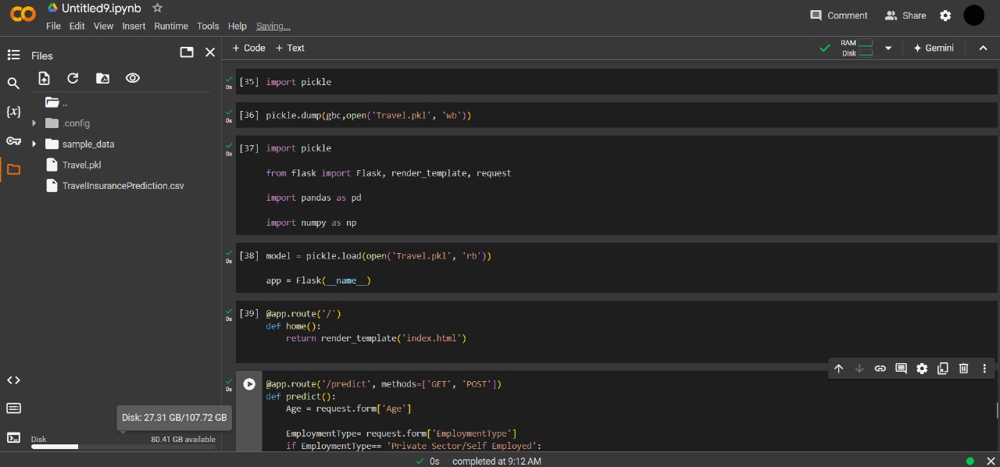 Untitled9.ipynb
File Edit View Insert Runtime Tools Help Saving...
Comment Share
Files
+ Code + Text
RAM
Disk
Gemini
..
.config
sample_data
Travel.pkl
TravelInsurancePrediction.csv
{x}
<>
Disk: 27.31 GB/107.72 GB
Disk 80.41 GB available
0s [35] import pickle
0s [36] pickle.dump(gbc,open('Travel.pkl', 'wb'))
0s [37] import pickle
from flask import Flask, render_template, request
import pandas as pd
import numpy as np
0s [38] model = pickle.load(open('Travel.pkl', 'rb'))
app = Flask(__name__)
0s [39] @app.route('/')
def home():
return render_template('index.html')
0s @app.route('/predict', methods=['GET', 'POST'])
def predict():
Age = request.form['Age']
EmploymentType= request.form['EmploymentType']
if EmploymentType== 'Private Sector/Self Employed':
0s completed at 9:12 AM